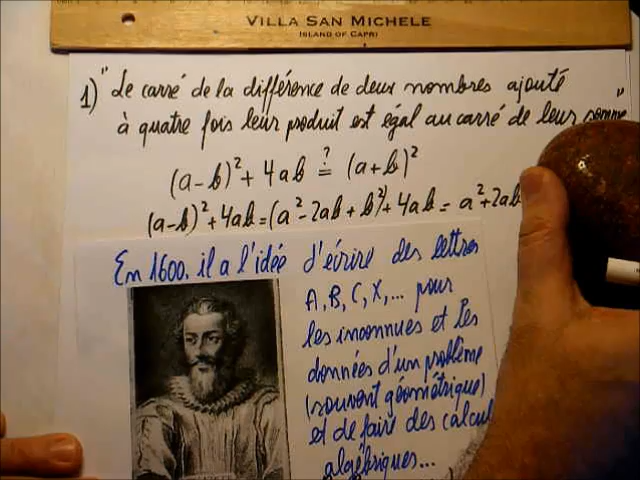 VILLA SAN MICHELE
ISLAND OF CAPRI
1) "Le carré de la différence de deux nombres ajouté
à quatre fois leur produit est égal au carré de leur somme"
(a-b)² + 4ab ≟ (a+b)²
(a-b)² + 4ab = (a² - 2ab + b²) + 4ab = a² + 2ab
En 1600, il a l'idée d'écrire des lettres
A, B, C, X, ... pour
les inconnues et les
données d'un problème
(souvent géométrique)
et de faire des calcul
algébriques...